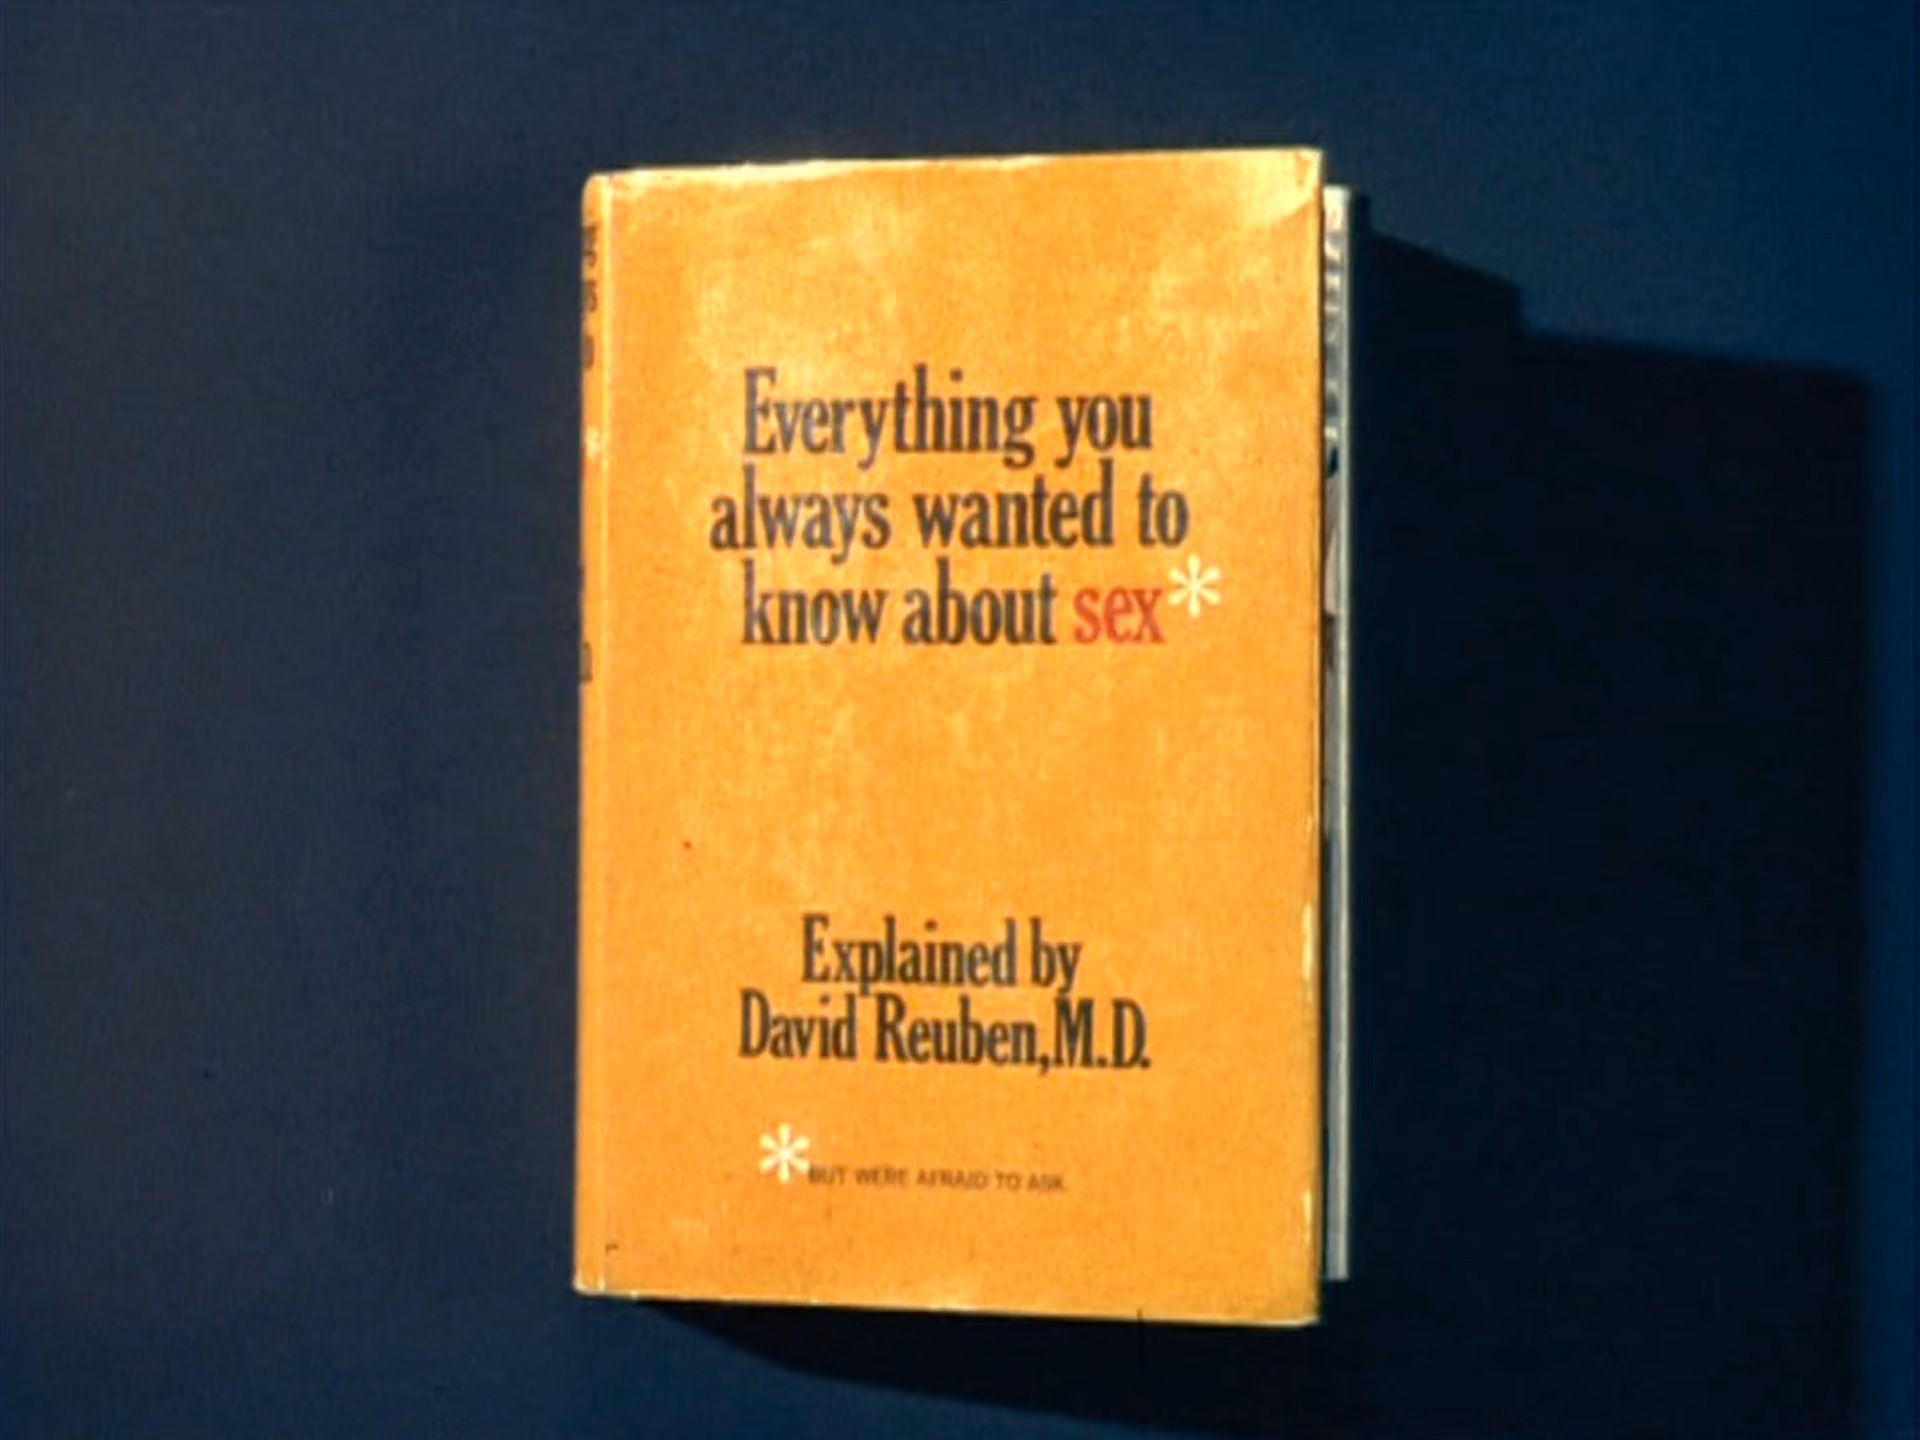 Everything you
always wanted to
know about sex*
Explained by
David Reuben, M.D.
*BUT WERE AFRAID TO ASK.